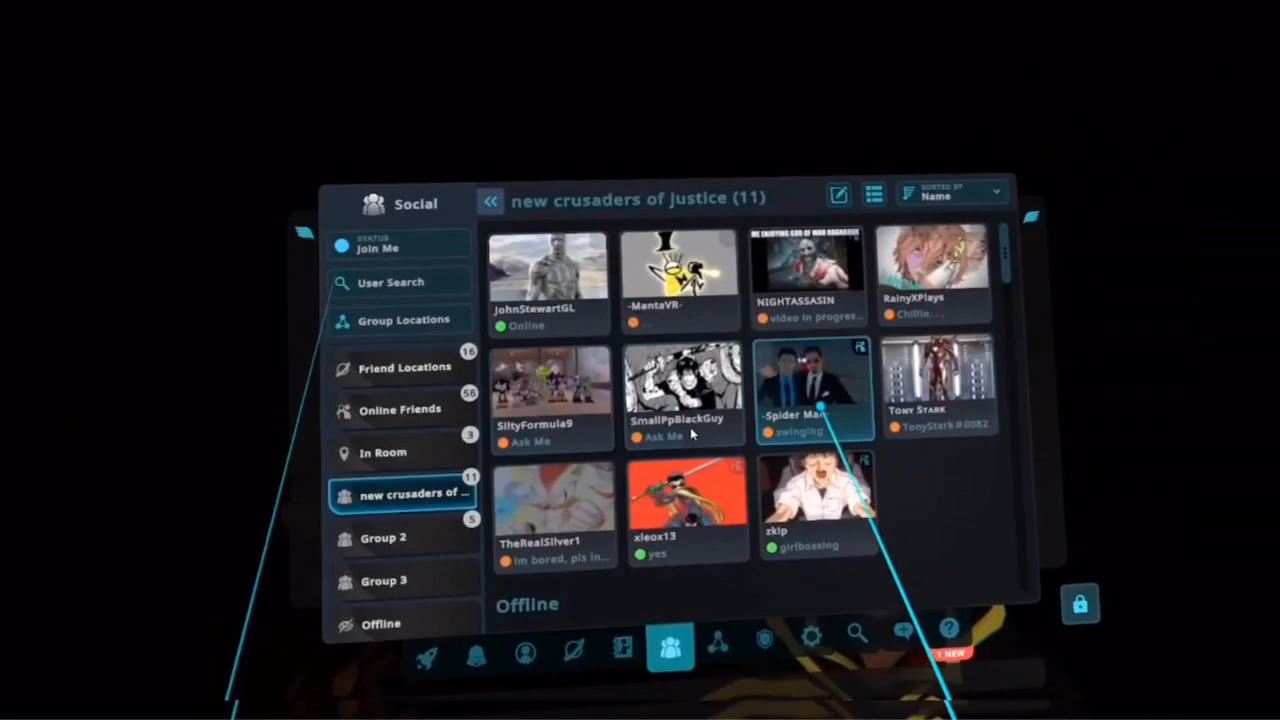 Social
STATUS
Join Me
User Search
Group Locations
Friend Locations
16
Online Friends
56
In Room
3
new crusaders of ...
11
Group 2
5
Group 3
Offline
new crusaders of Justice (11)
SORTED BY
Name
JohnStewartGL
Online
-MantaVR-
..
ME ENJOYING GOD OF WAR RAGNAROK
NIGHTASSASIN
video in progres...
RainyXPlays
Chillin...
SiltyFormula9
Ask Me
SmallPpBlackGuy
Ask Me
-Spider Man-
swinging
TONY STARK
TonyStark#0082
TheRealSilver1
Im bored, pls in...
xleox13
yes
zkip
girlbossing
Offline
1 NEW